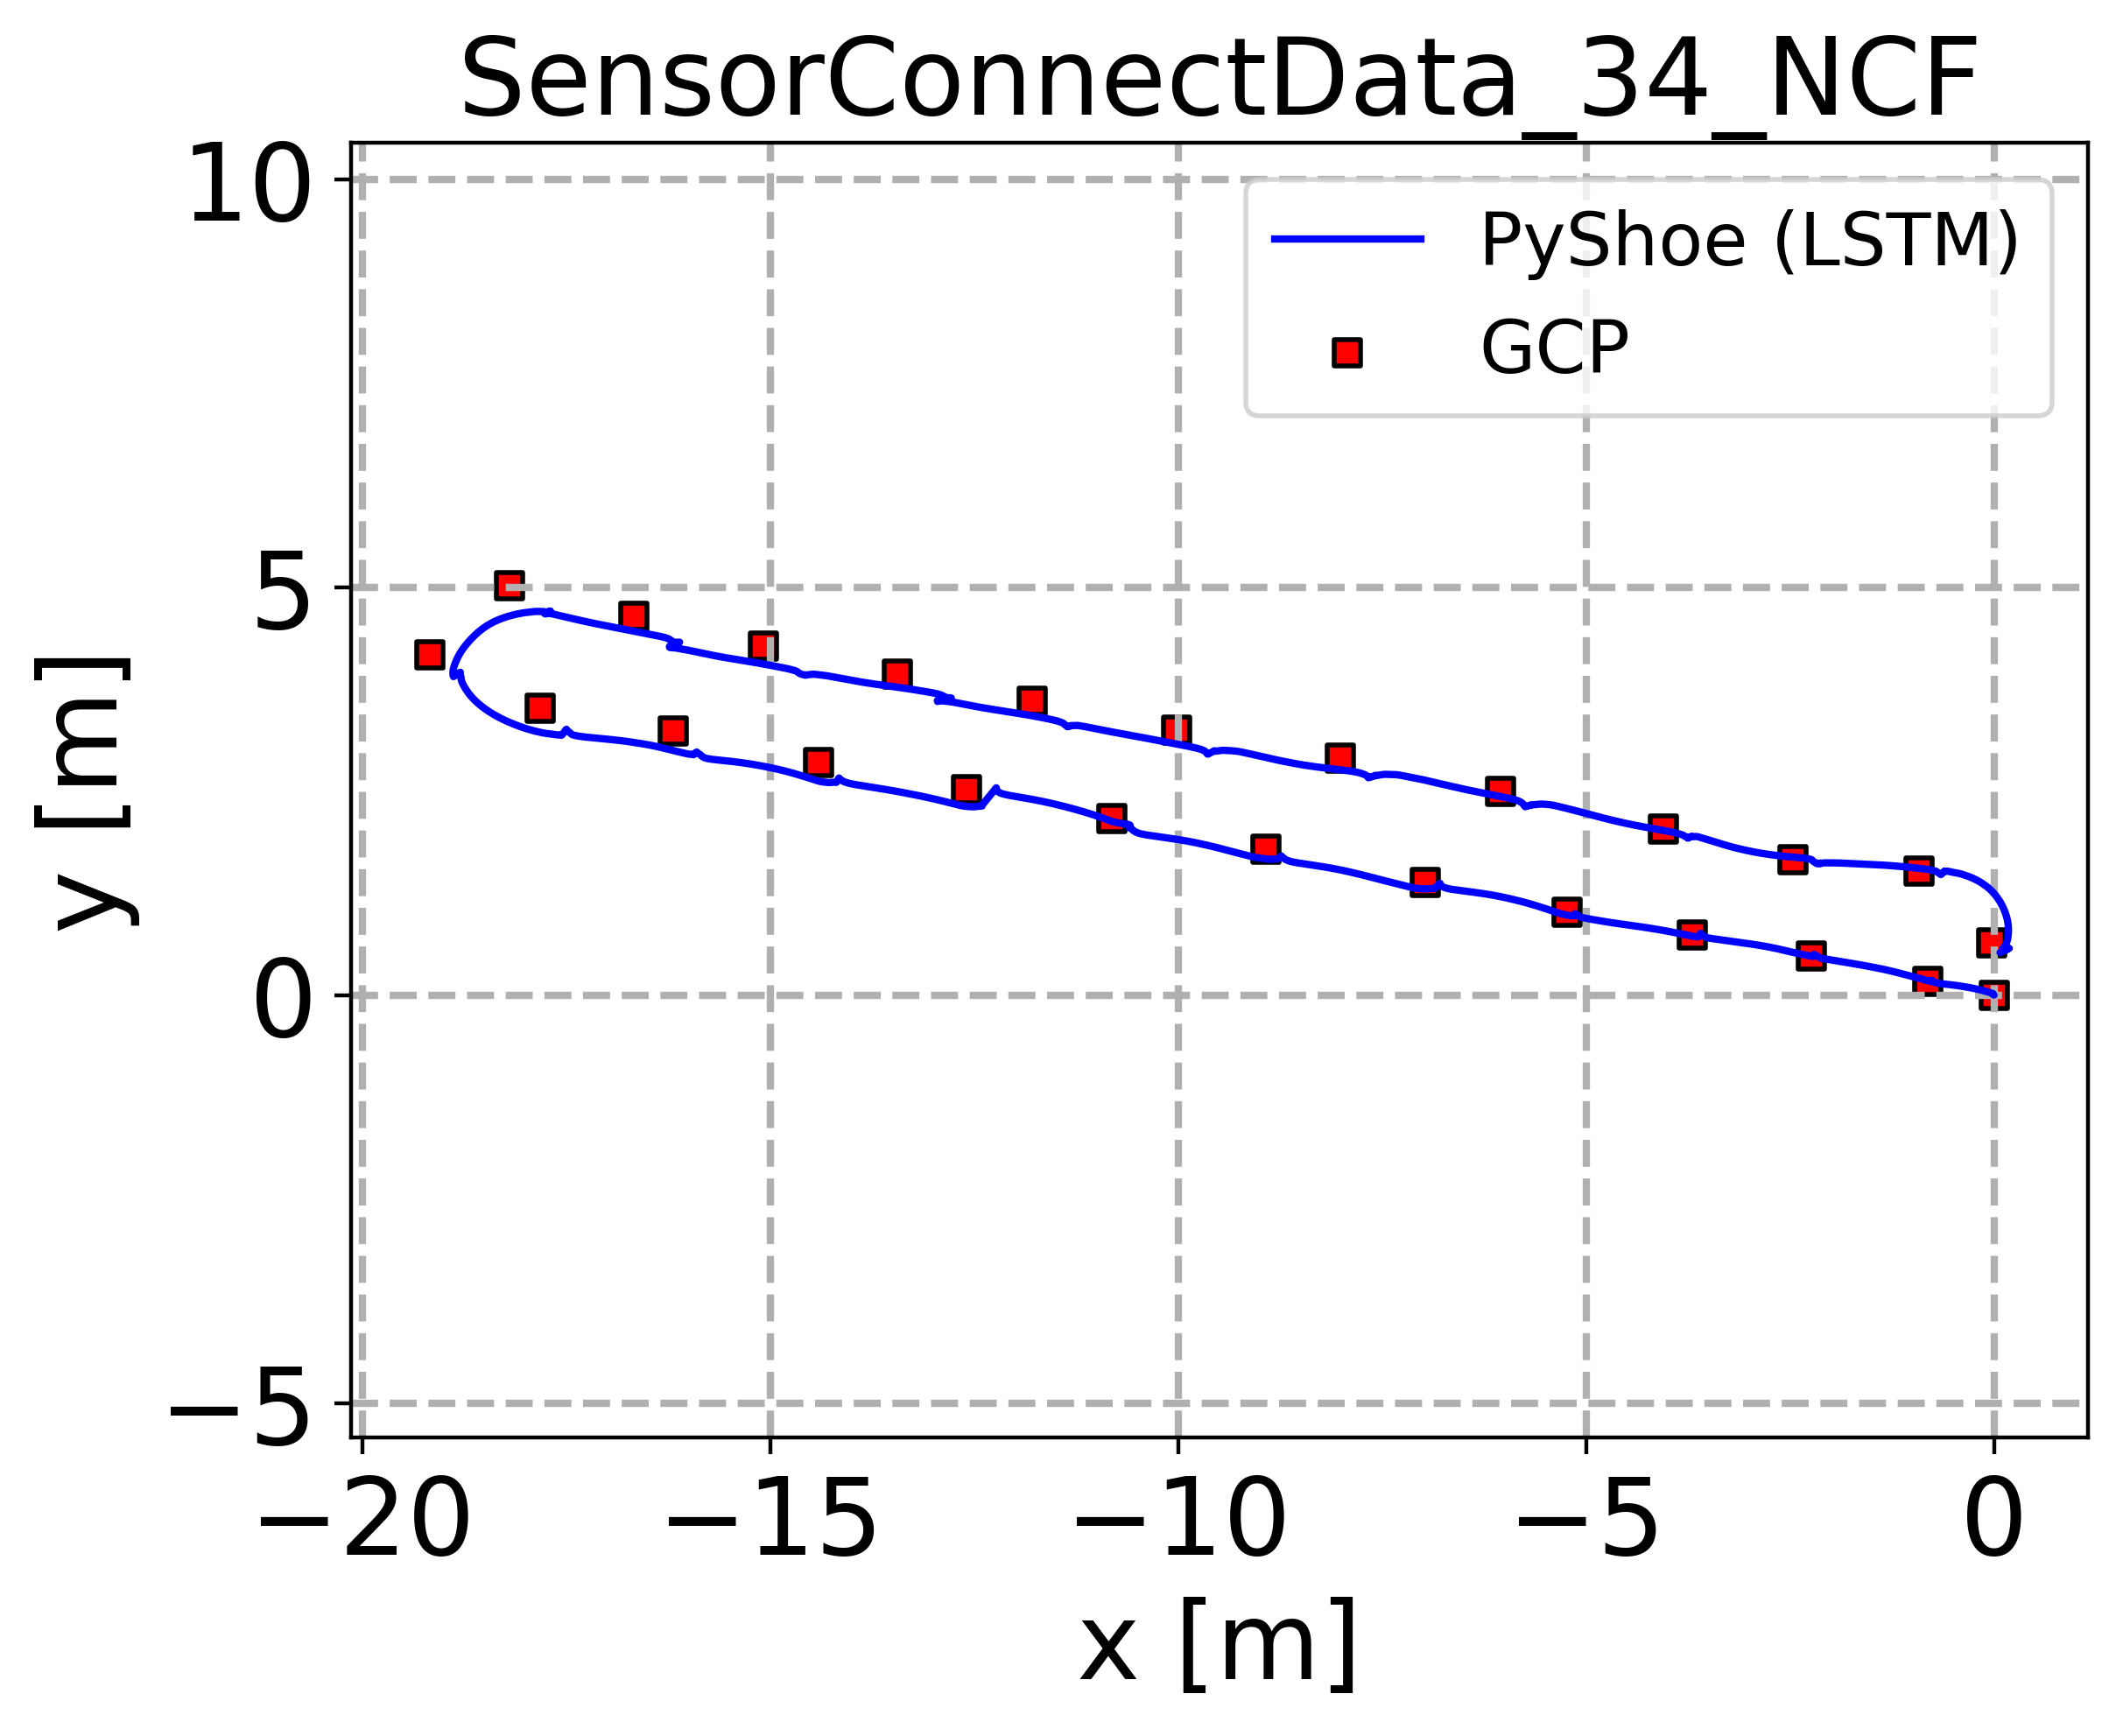 SensorConnectData_34_NCF
PyShoe (LSTM)
GCP
y [m]
10
5
0
−5
−20 −15 −10 −5 0
x [m]